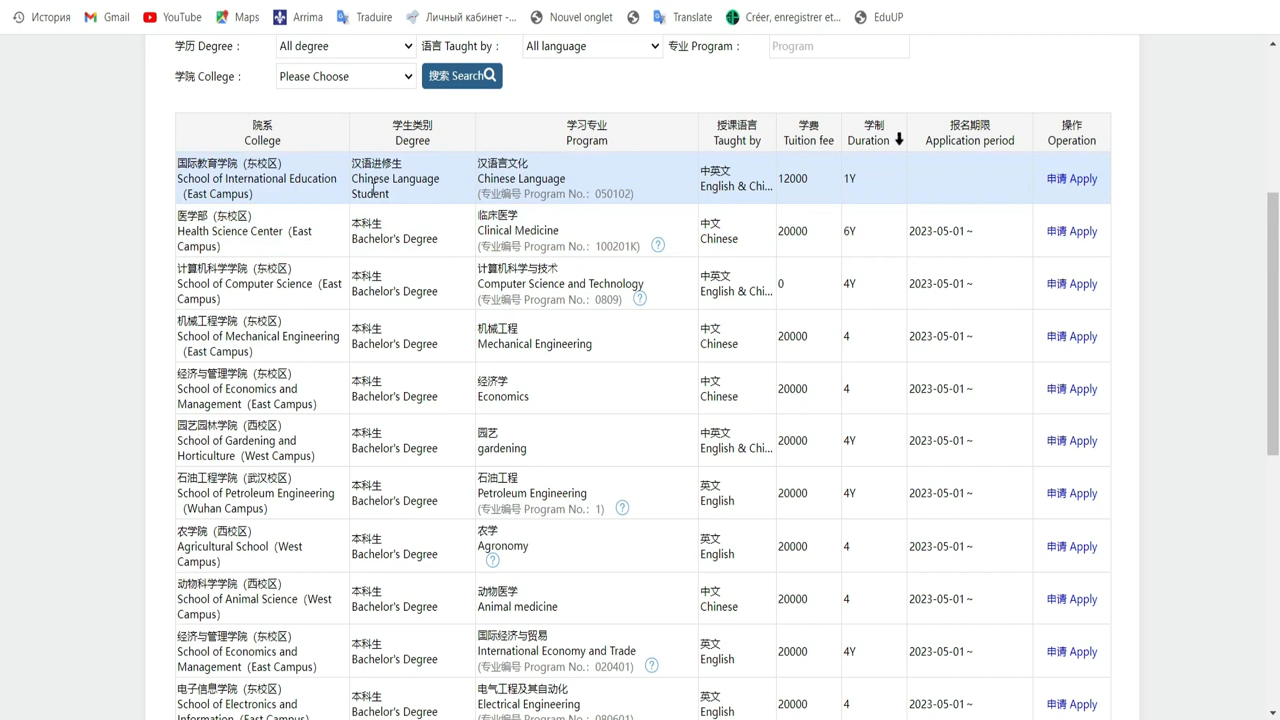 История Gmail YouTube Maps Arrima Traduire Личный кабинет -... Nouvel onglet Translate Créer, enregistrer et... EduUP
学历 Degree： All degree 语言 Taught by： All language 专业 Program： Program
学院 College： Please Choose 搜索 Search
院系 学生类别 学习专业 授课语言 学费 学制 报名期限 操作
College Degree Program Taught by Tuition fee Duration Application period Operation
国际教育学院（东校区）
School of International Education
（East Campus）
汉语进修生
Chinese Language
Student
汉语言文化
Chinese Language
(专业编号 Program No.：050102)
中英文
English & Chi...
12000
1Y
申请 Apply
医学部（东校区）
Health Science Center（East
Campus）
本科生
Bachelor's Degree
临床医学
Clinical Medicine
(专业编号 Program No.：100201K) ?
中文
Chinese
20000
6Y
2023-05-01 ~
申请 Apply
计算机科学学院（东校区）
School of Computer Science（East
Campus）
本科生
Bachelor's Degree
计算机科学与技术
Computer Science and Technology
(专业编号 Program No.：0809) ?
中英文
English & Chi...
0
4Y
2023-05-01 ~
申请 Apply
机械工程学院（东校区）
School of Mechanical Engineering
（East Campus）
本科生
Bachelor's Degree
机械工程
Mechanical Engineering
中文
Chinese
20000
4
2023-05-01 ~
申请 Apply
经济与管理学院（东校区）
School of Economics and
Management（East Campus）
本科生
Bachelor's Degree
经济学
Economics
中文
Chinese
20000
4
2023-05-01 ~
申请 Apply
园艺园林学院（西校区）
School of Gardening and
Horticulture（West Campus）
本科生
Bachelor's Degree
园艺
gardening
中英文
English & Chi...
20000
4Y
2023-05-01 ~
申请 Apply
石油工程学院（武汉校区）
School of Petroleum Engineering
（Wuhan Campus）
本科生
Bachelor's Degree
石油工程
Petroleum Engineering
(专业编号 Program No.：1) ?
英文
English
20000
4Y
2023-05-01 ~
申请 Apply
农学院（西校区）
Agricultural School（West
Campus）
本科生
Bachelor's Degree
农学
Agronomy
?
英文
English
20000
4
2023-05-01 ~
申请 Apply
动物科学学院（西校区）
School of Animal Science（West
Campus）
本科生
Bachelor's Degree
动物医学
Animal medicine
中文
Chinese
20000
4
2023-05-01 ~
申请 Apply
经济与管理学院（东校区）
School of Economics and
Management（East Campus）
本科生
Bachelor's Degree
国际经济与贸易
International Economy and Trade
(专业编号 Program No.：020401) ?
英文
English
20000
4Y
2023-05-01 ~
申请 Apply
电子信息学院（东校区）
School of Electronics and
Information（East Campus）
本科生
Bachelor's Degree
电气工程及其自动化
Electrical Engineering
(专业编号 Program No.：080601)
英文
English
20000
4
2023-05-01 ~
申请 Apply